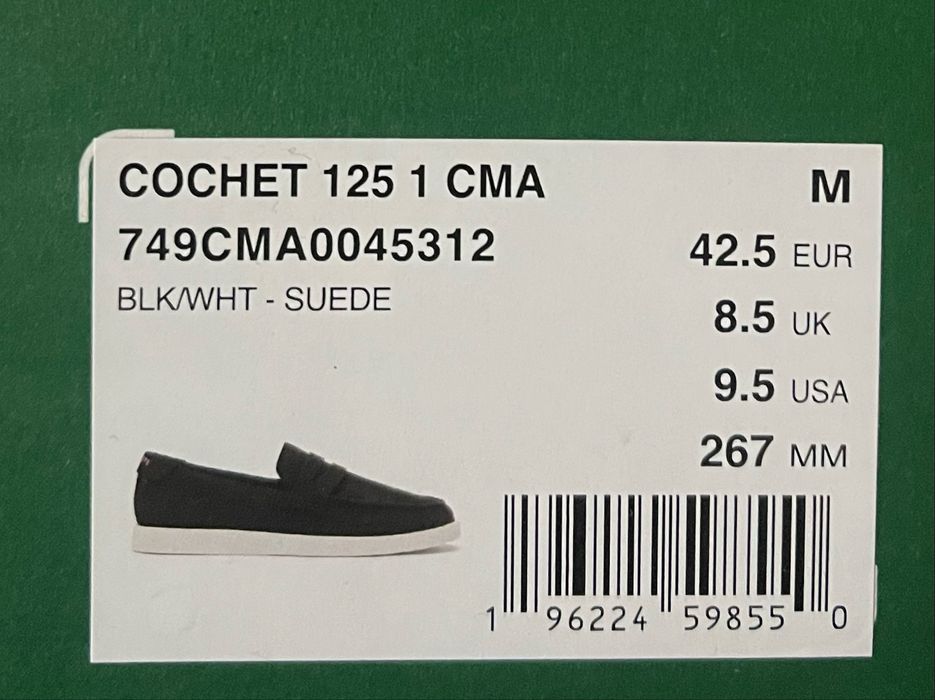 COCHET 125 1 CMA
M
749CMA0045312
42.5 EUR
BLK/WHT - SUEDE
8.5 UK
9.5 USA
267 MM
1 96224 59855 0